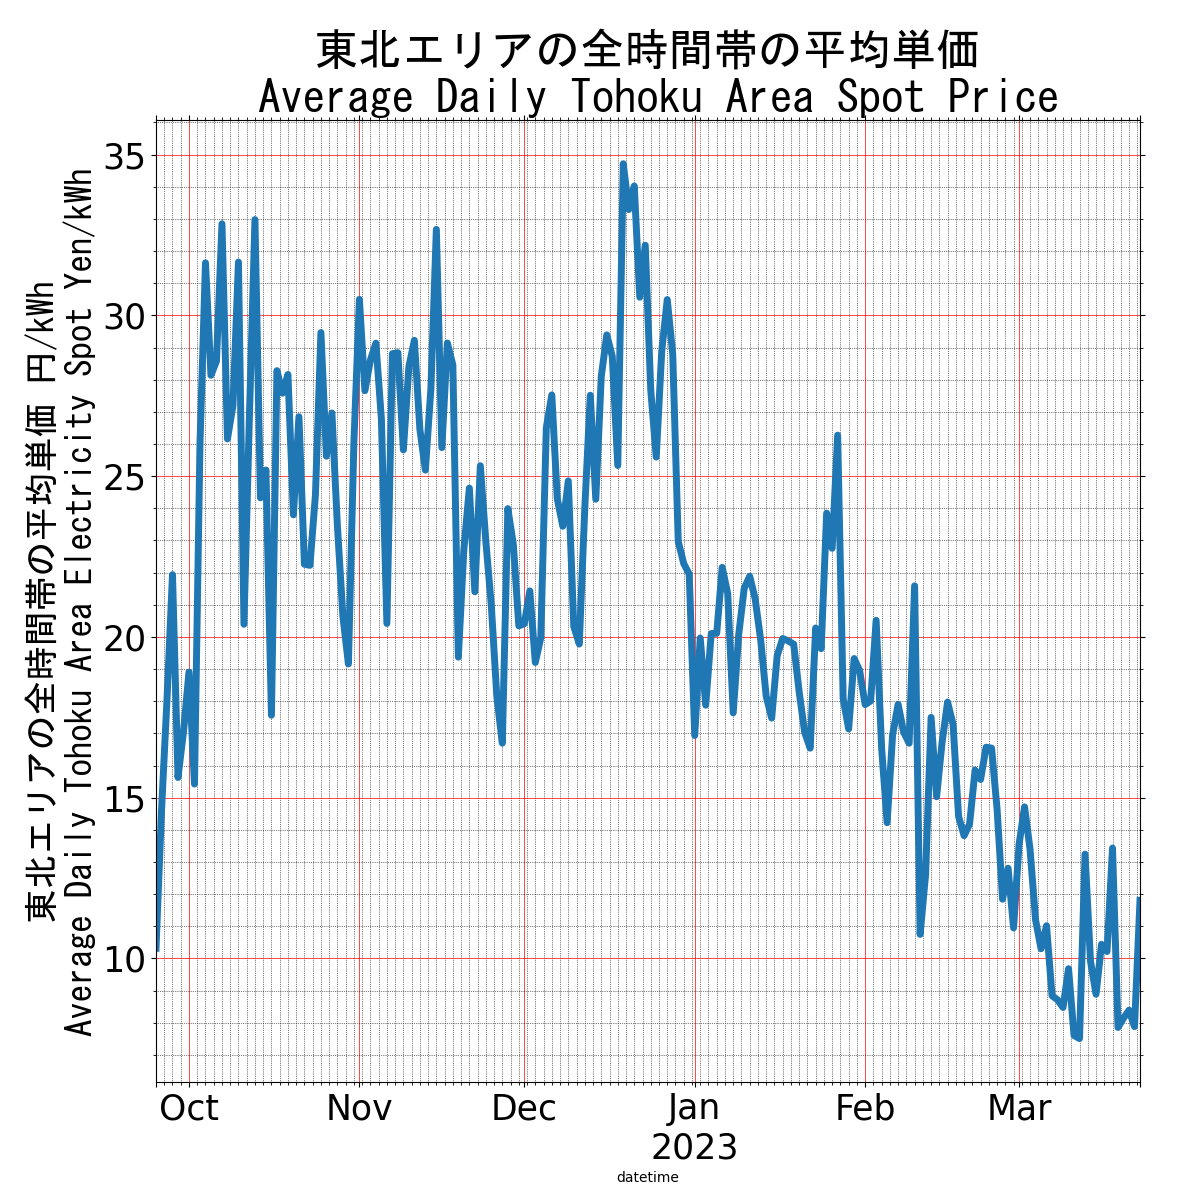 東北エリアの全時間帯の平均単価
Average Daily Tohoku Area Spot Price
東北エリアの全時間帯の平均単価 円/kWh
Average Daily Tohoku Area Electricity Spot Yen/kWh
35
30
25
20
15
10
Oct Nov Dec Jan Feb Mar
2023
datetime